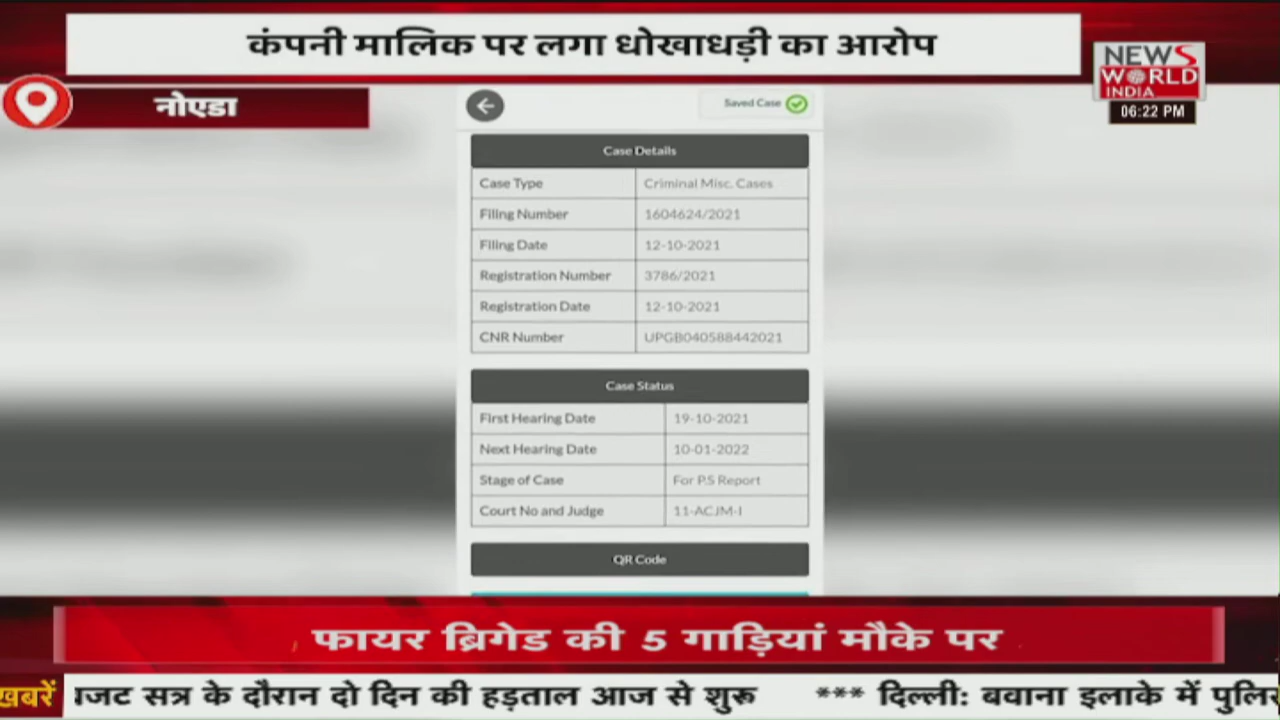 कंपनी मालिक पर लगा धोखाधड़ी का आरोप
NEWS
WORLD
INDIA
06:22 PM
नोएडा
Saved Case
Case Details
Case Type Criminal Misc. Cases
Filing Number 1604624/2021
Filing Date 12-10-2021
Registration Number 3786/2021
Registration Date 12-10-2021
CNR Number UPGB040588442021
Case Status
First Hearing Date 19-10-2021
Next Hearing Date 10-01-2022
Stage of Case For P.S Report
Court No and Judge 11-ACJM-I
QR Code
फायर ब्रिगेड की 5 गाड़ियां मौके पर
खबरें सत्र के दौरान दो दिन की हड़ताल आज से शुरू *** दिल्ली: बवाना इलाके में